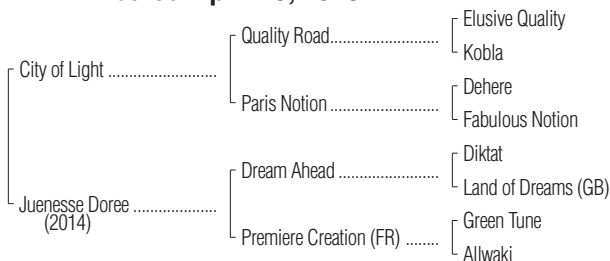 Elusive Quality
Quality Road
Kobla
City of Light
Dehere
Paris Notion
Fabulous Notion
Diktat
Dream Ahead
Land of Dreams (GB)
Juenesse Doree
(2014)
Green Tune
Premiere Creation (FR)
Allwaki